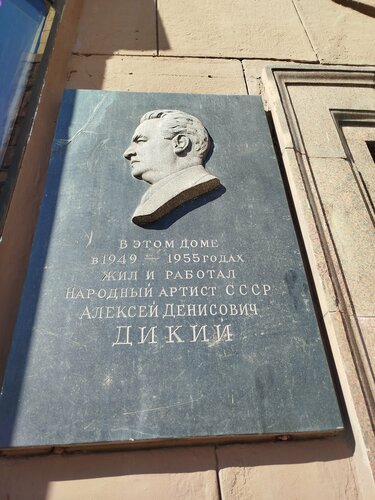 В ЭТОМ ДОМЕ
в 1949 — 1955 ГОДАХ
ЖИЛ И РАБОТАЛ
НАРОДНЫЙ АРТИСТ СССР
АЛЕКСЕЙ ДЕНИСОВИЧ
ДИКИЙ